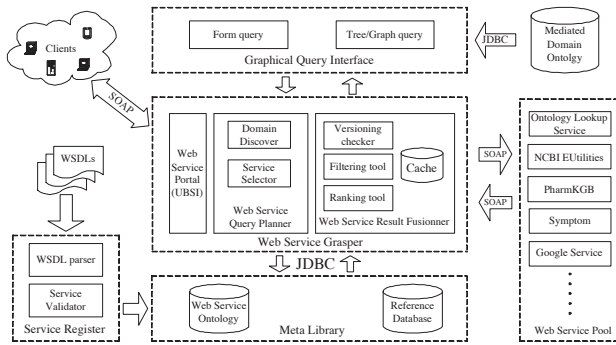 Clients
SOAP
Form query
Tree/Graph query
Graphical Query Interface
JDBC
Mediated
Domain
Ontolgy
WSDLs
Web
Service
Portal
(UBSI)
Domain
Discover
Service
Selector
Web Service
Query Planner
Versioning
checker
Filtering tool
Ranking tool
Cache
Web Service Result Fusionner
Web Service Grasper
SOAP
SOAP
Ontology Lookup
Service
NCBI EUtilities
PharmKGB
Symptom
Google Service
Web Service Pool
WSDL parser
Service
Validator
Service Register
JDBC
Web Service
Ontology
Reference
Database
Meta Library